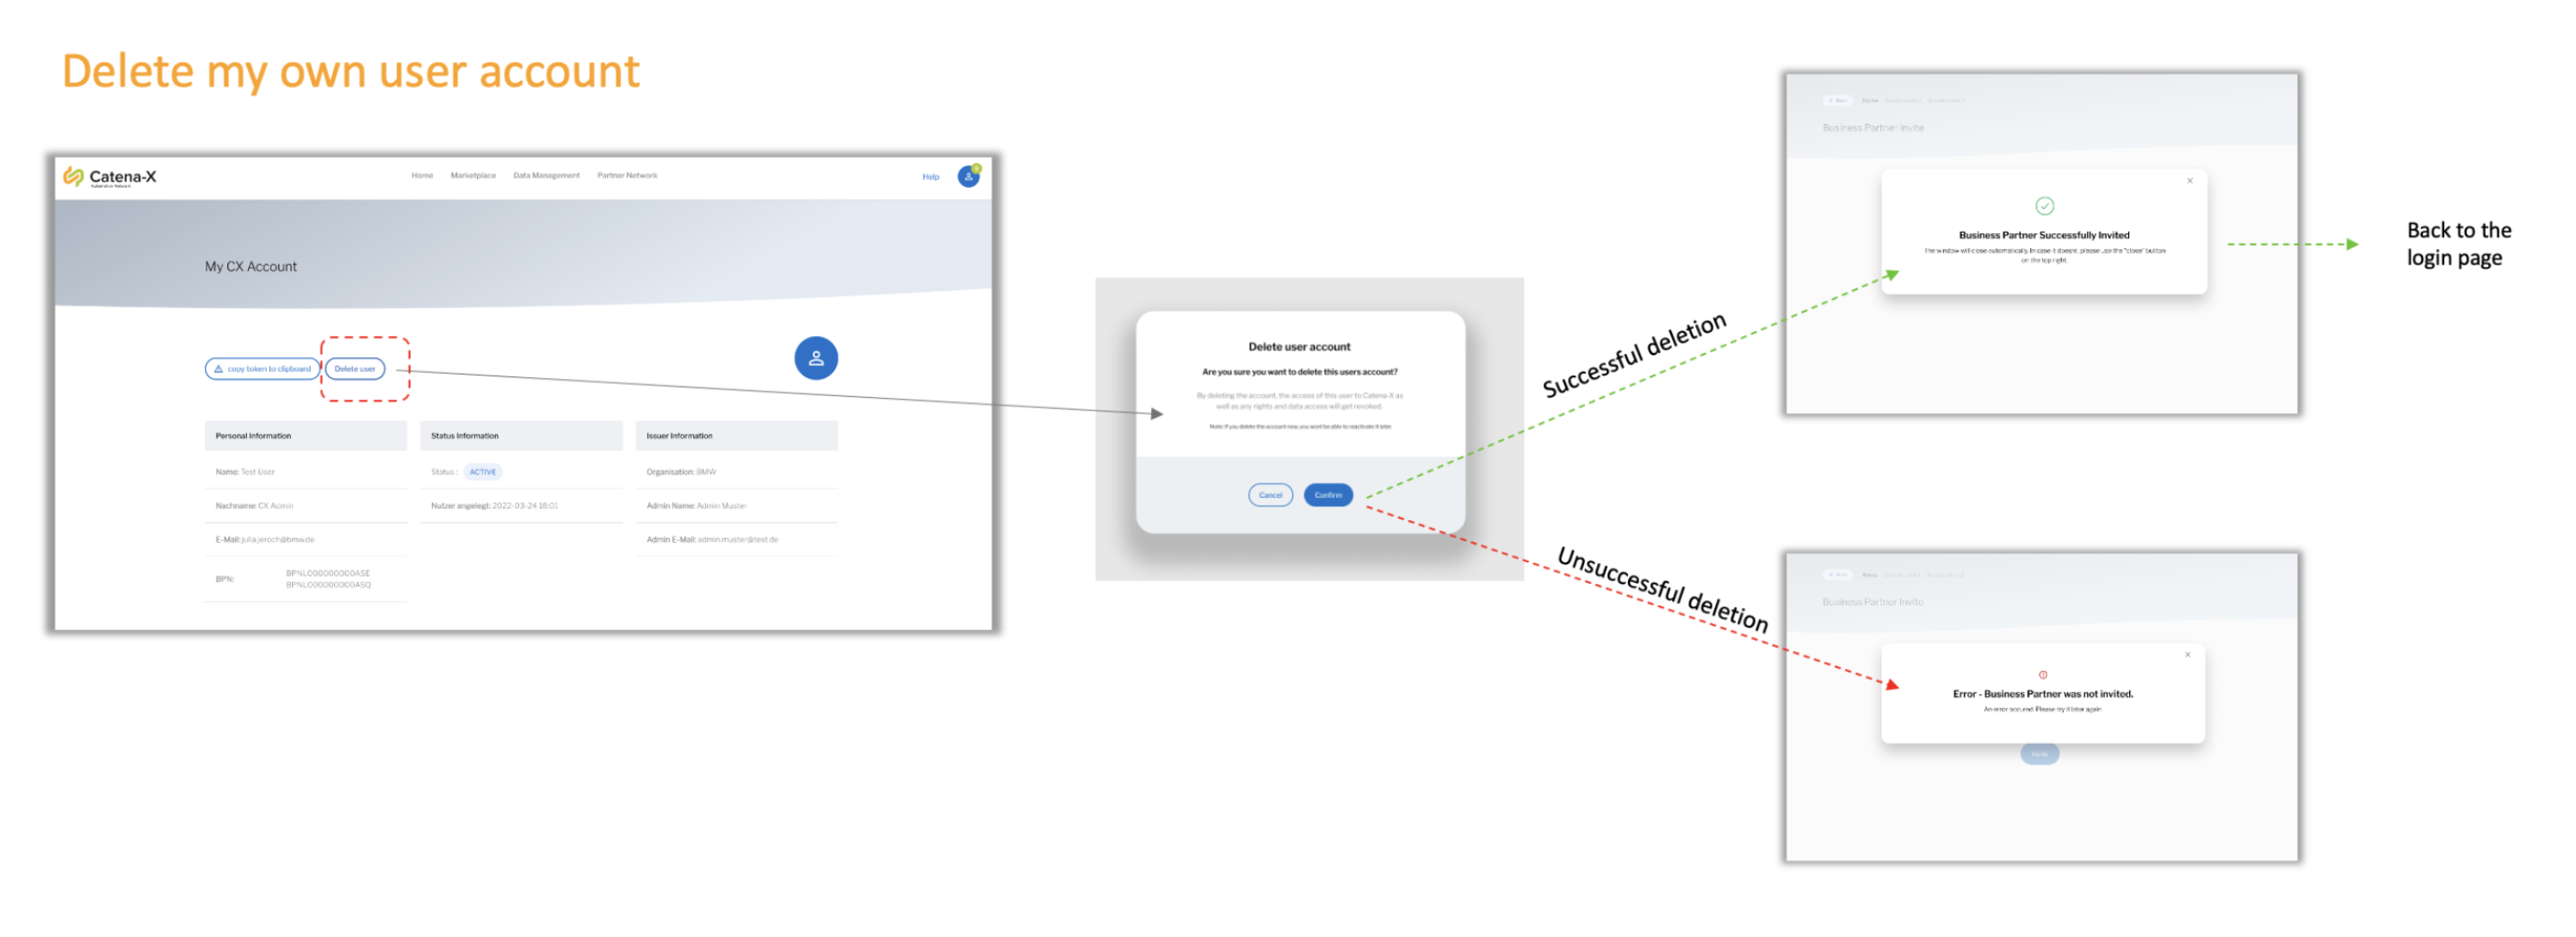 Delete my own user account
Catena-X
Home Marketplace Data Management Partner Network
Help
My CX Account
copy token to clipboard
Delete user
Personal Information
Name: Test User
Nachname: CX Admin
E-Mail: julia.jeroch@bmw.de
BPN:
BPNL000000000ASE
BPNL000000000ASQ
Status Information
Status : ACTIVE
Nutzer angelegt: 2022-03-24 18:01
Issuer Information
Organisation: BMW
Admin Name: Admin Muster
Admin E-Mail: admin.muster@test.de
Delete user account
Are you sure you want to delete this users account?
By deleting the account, the access of this user to Catena-X as
well as any rights and data access will get revoked.
Note: If you delete the account now, you wont be able to reactivate it later.
Cancel
Confirm
Successful deletion
Unsuccessful deletion
Business Partner Invite
Business Partner Successfully Invited
The window will close automatically. In case it doesnt, please use the "close" button
on the top right.
Back to the
login page
Business Partner Invite
Error - Business Partner was not invited.
An error occured. Please try it later again